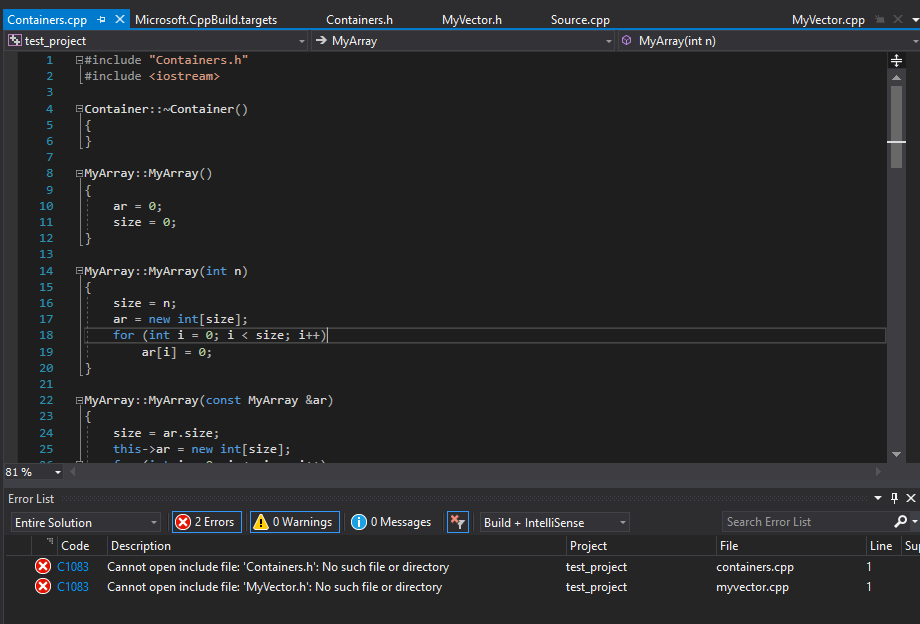 Containers.cpp Microsoft.CppBuild.targets Containers.h MyVector.h Source.cpp MyVector.cpp
test_project MyArray MyArray(int n)
1 #include "Containers.h"
2 #include <iostream>
3
4 Container::~Container()
5 {
6 }
7
8 MyArray::MyArray()
9 {
10 ar = 0;
11 size = 0;
12 }
13
14 MyArray::MyArray(int n)
15 {
16 size = n;
17 ar = new int[size];
18 for (int i = 0; i < size; i++)
19 ar[i] = 0;
20 }
21
22 MyArray::MyArray(const MyArray &ar)
23 {
24 size = ar.size;
25 this->ar = new int[size];
81 %
Error List
Entire Solution 2 Errors 0 Warnings 0 Messages Build + IntelliSense Search Error List
Code Description Project File Line Sup
C1083 Cannot open include file: 'Containers.h': No such file or directory test_project containers.cpp 1
C1083 Cannot open include file: 'MyVector.h': No such file or directory test_project myvector.cpp 1